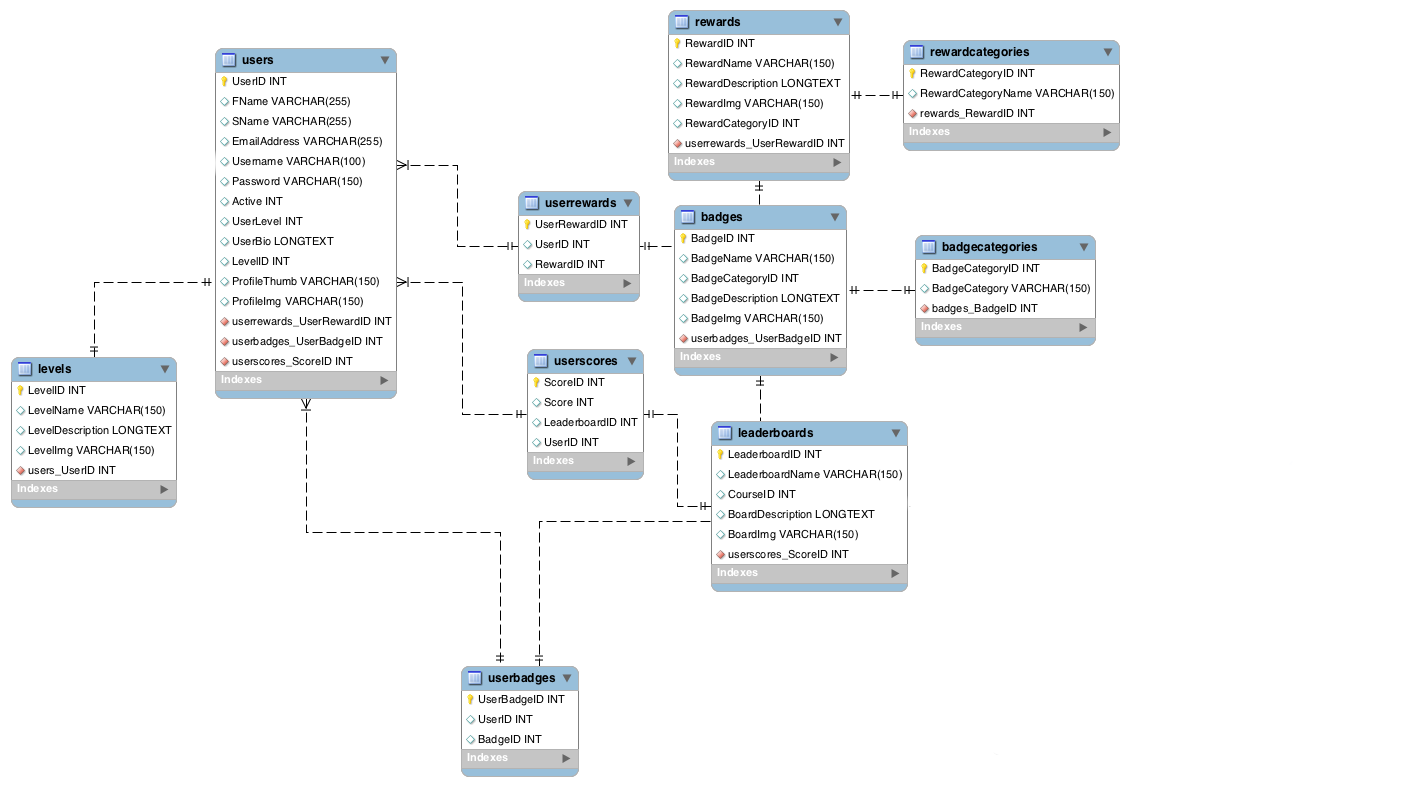 users
UserID INT
FName VARCHAR(255)
SName VARCHAR(255)
EmailAddress VARCHAR(255)
Username VARCHAR(100)
Password VARCHAR(150)
Active INT
UserLevel INT
UserBio LONGTEXT
LevelID INT
ProfileThumb VARCHAR(150)
ProfileImg VARCHAR(150)
userrewards_UserRewardID INT
userbadges_UserBadgeID INT
userscores_ScoreID INT
Indexes
levels
LevelID INT
LevelName VARCHAR(150)
LevelDescription LONGTEXT
LevelImg VARCHAR(150)
users_UserID INT
Indexes
userrewards
UserRewardID INT
UserID INT
RewardID INT
Indexes
userscores
ScoreID INT
Score INT
LeaderboardID INT
UserID INT
Indexes
rewards
RewardID INT
RewardName VARCHAR(150)
RewardDescription LONGTEXT
RewardImg VARCHAR(150)
RewardCategoryID INT
userrewards_UserRewardID INT
Indexes
rewardcategories
RewardCategoryID INT
RewardCategoryName VARCHAR(150)
rewards_RewardID INT
Indexes
badges
BadgeID INT
BadgeName VARCHAR(150)
BadgeCategoryID INT
BadgeDescription LONGTEXT
BadgeImg VARCHAR(150)
userbadges_UserBadgeID INT
Indexes
badgecategories
BadgeCategoryID INT
BadgeCategory VARCHAR(150)
badges_BadgeID INT
Indexes
leaderboards
LeaderboardID INT
LeaderboardName VARCHAR(150)
CourseID INT
BoardDescription LONGTEXT
BoardImg VARCHAR(150)
userscores_ScoreID INT
Indexes
userbadges
UserBadgeID INT
UserID INT
BadgeID INT
Indexes